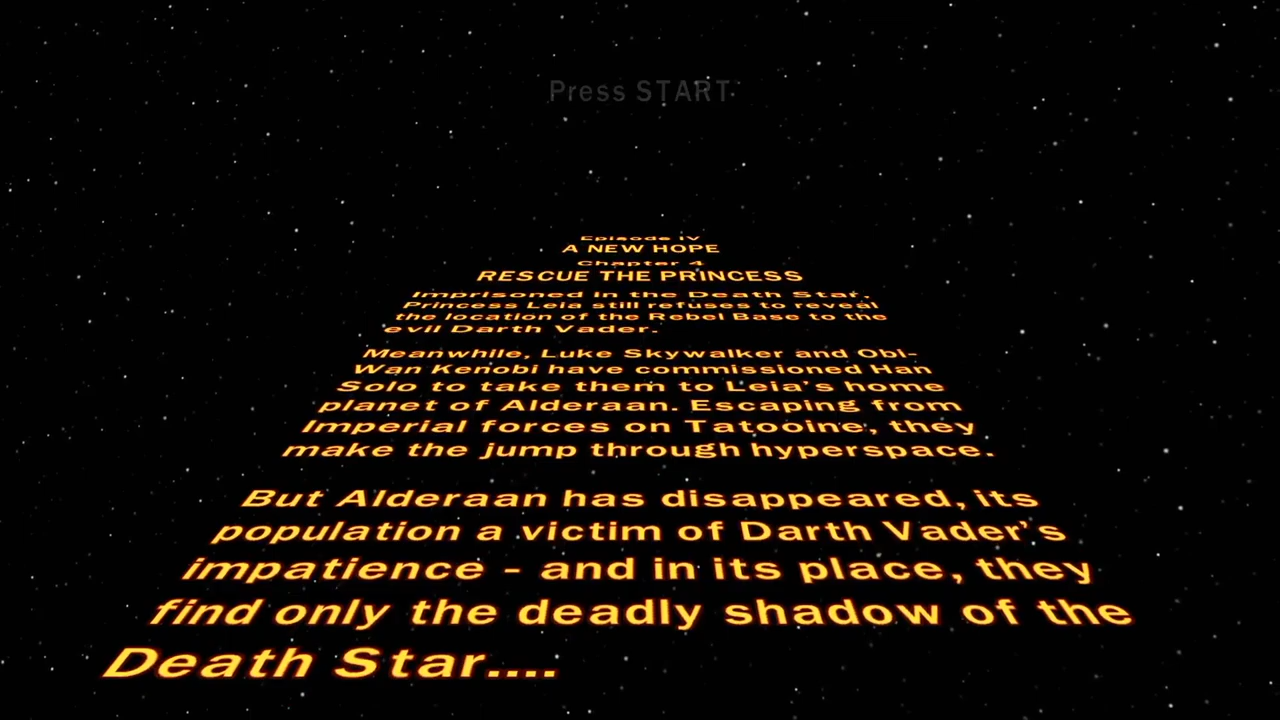 Press START
Episode IV
A NEW HOPE
Chapter 4
RESCUE THE PRINCESS
Imprisoned in the Death Star,
Princess Leia still refuses to reveal
the location of the Rebel Base to the
evil Darth Vader.
Meanwhile, Luke Skywalker and Obi-
Wan Kenobi have commissioned Han
Solo to take them to Leia's home
planet of Alderaan. Escaping from
Imperial forces on Tatooine, they
make the jump through hyperspace.
But Alderaan has disappeared, its
population a victim of Darth Vader's
impatience - and in its place, they
find only the deadly shadow of the
Death Star....